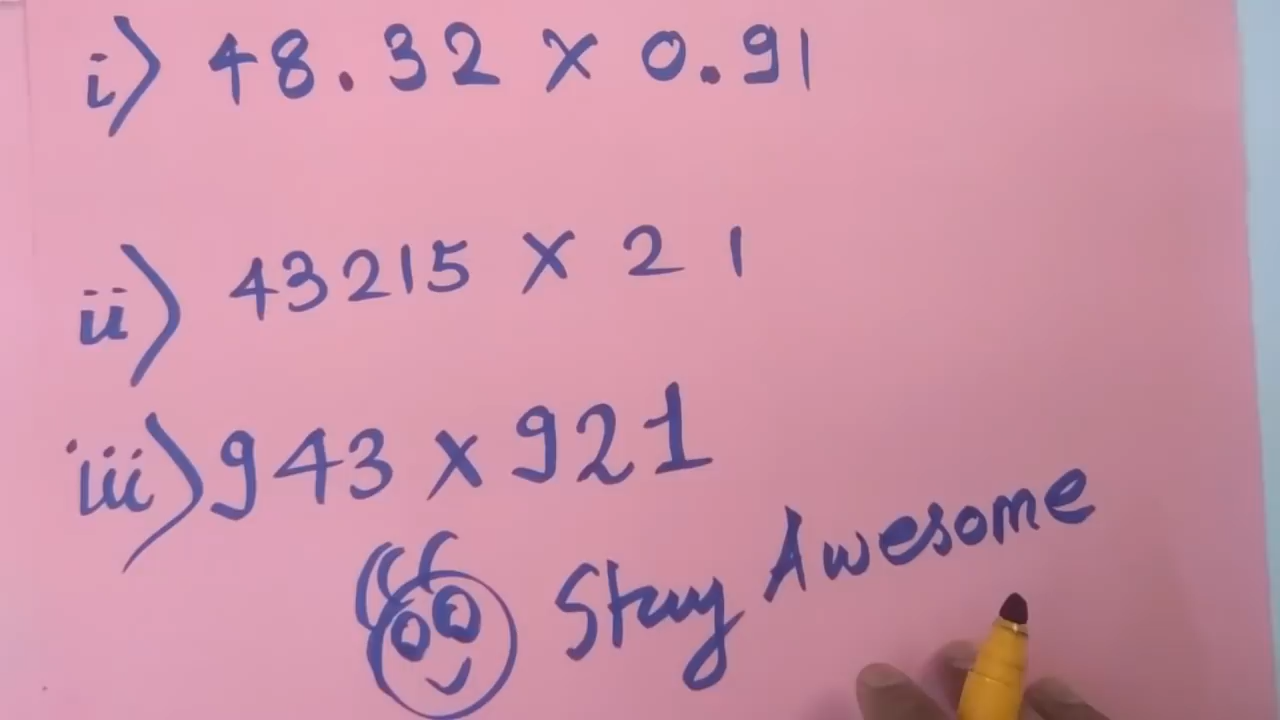 i) 48.32 × 0.91
ii) 43215 × 21
iii) 943 × 921
Stay Awesome